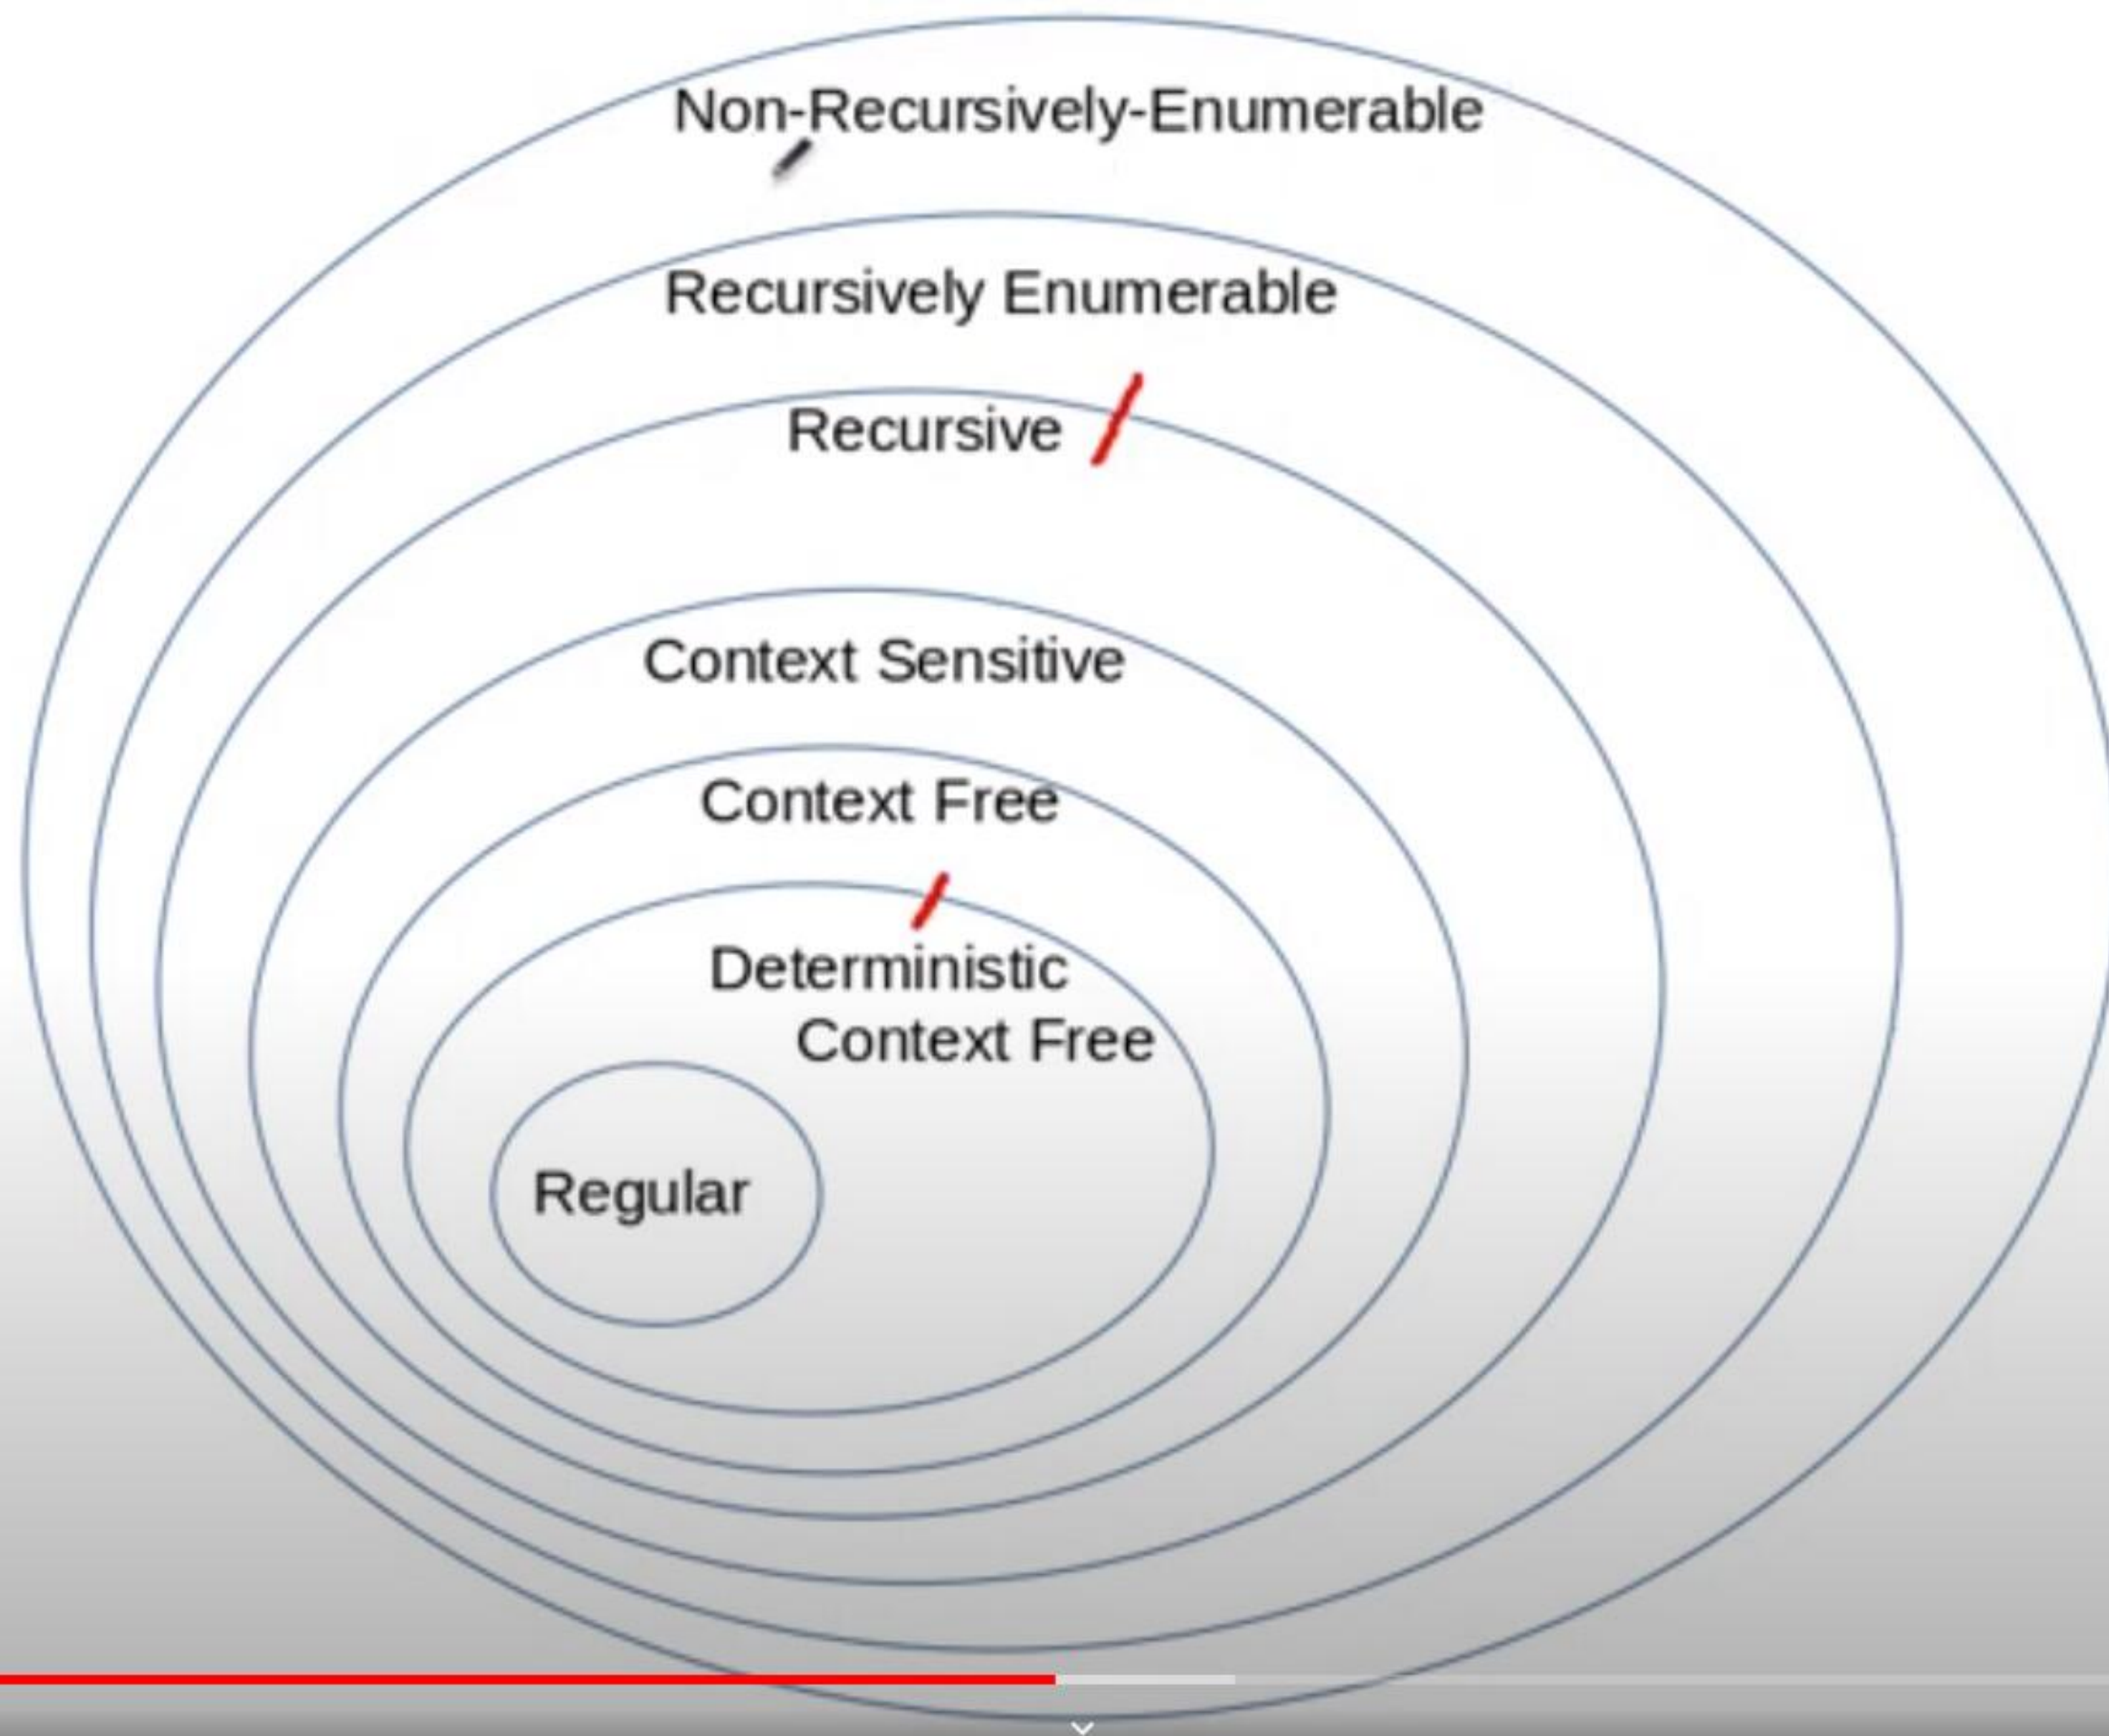 Non-Recursively-Enumerable
Recursively Enumerable
Recursive
Context Sensitive
Context Free
Deterministic
Context Free
Regular